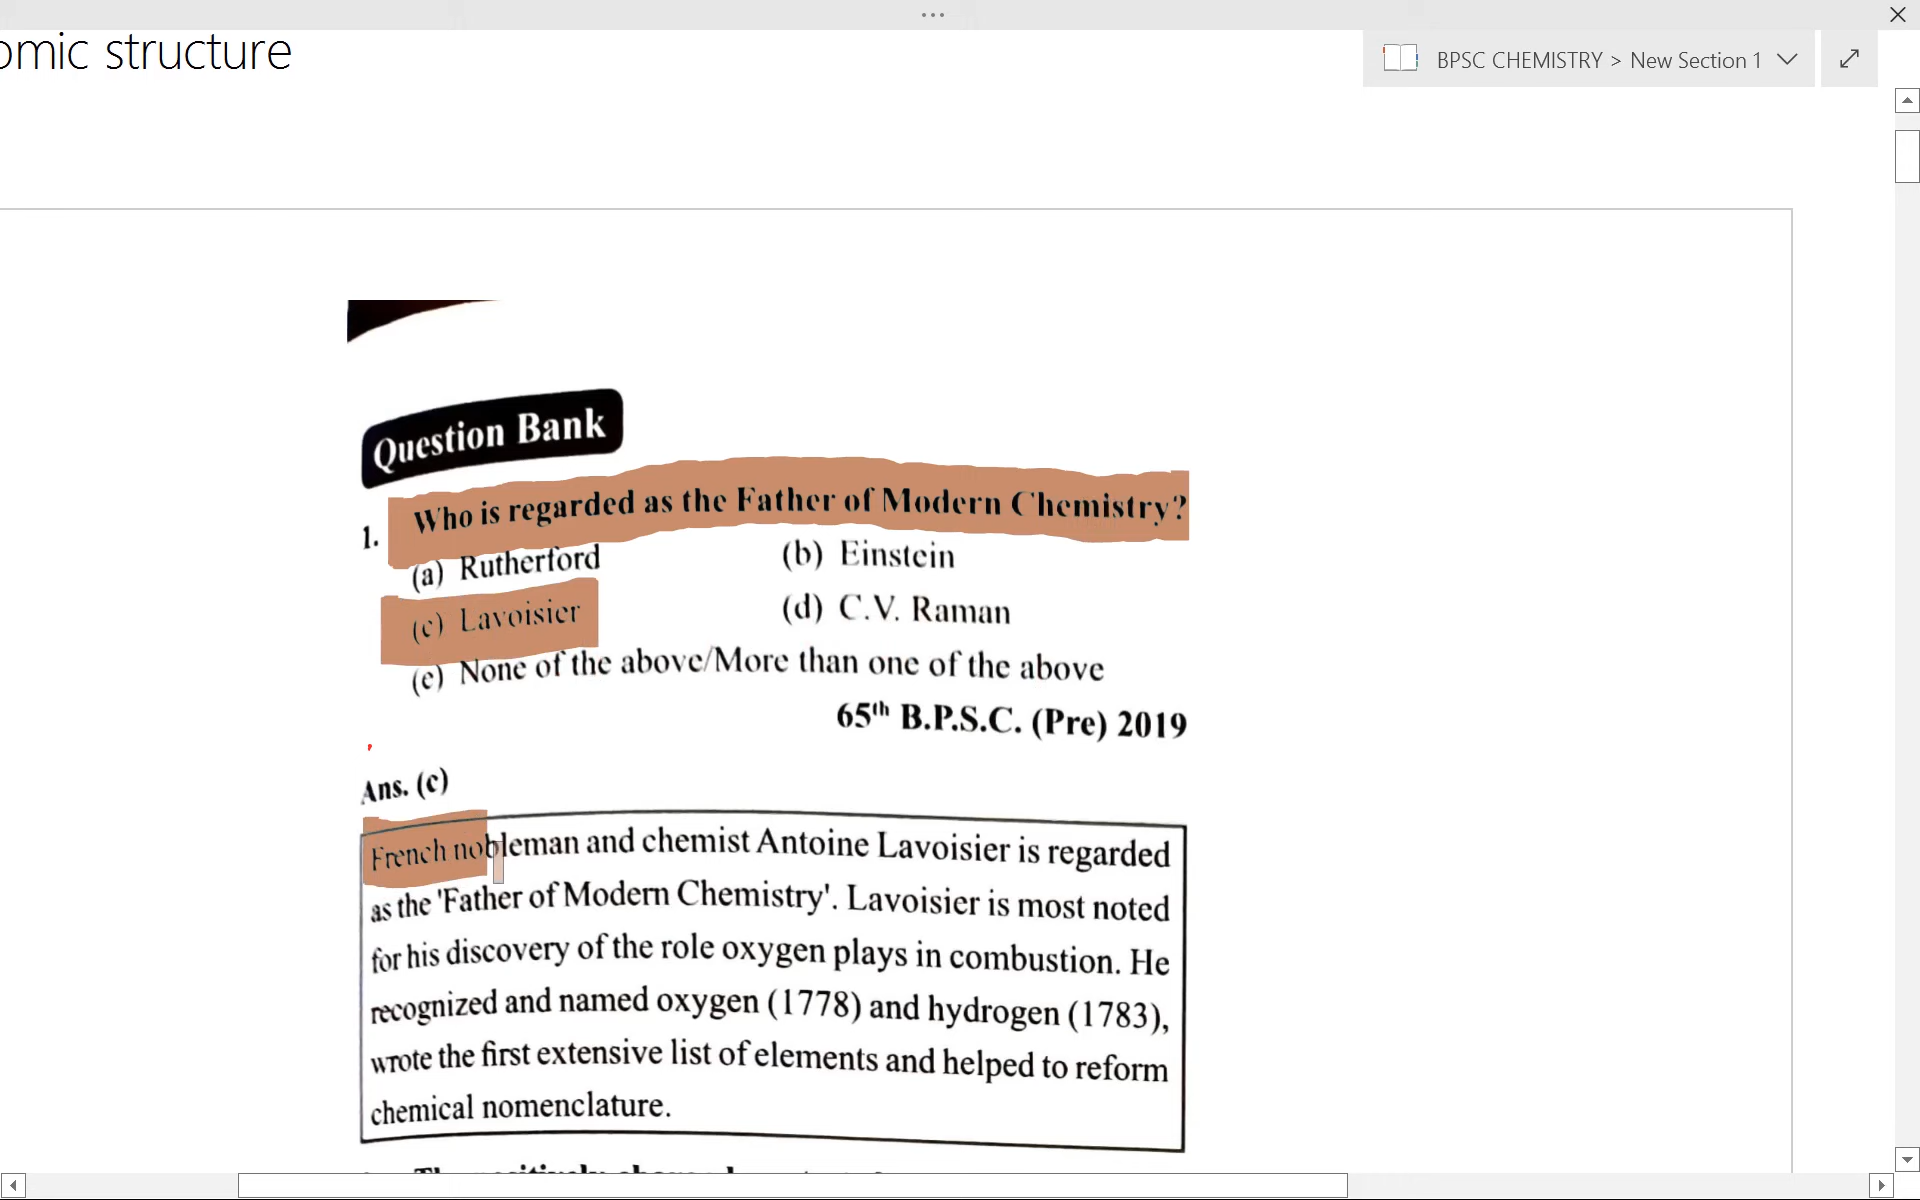 omic structure
BPSC CHEMISTRY > New Section 1
Question Bank
1. Who is regarded as the Father of Modern Chemistry?
(a) Rutherford (b) Einstein
(c) Lavoisier (d) C.V. Raman
(e) None of the above/More than one of the above
65th B.P.S.C. (Pre) 2019
Ans. (c)
French nobleman and chemist Antoine Lavoisier is regarded
as the 'Father of Modern Chemistry'. Lavoisier is most noted
for his discovery of the role oxygen plays in combustion. He
recognized and named oxygen (1778) and hydrogen (1783),
wrote the first extensive list of elements and helped to reform
chemical nomenclature.